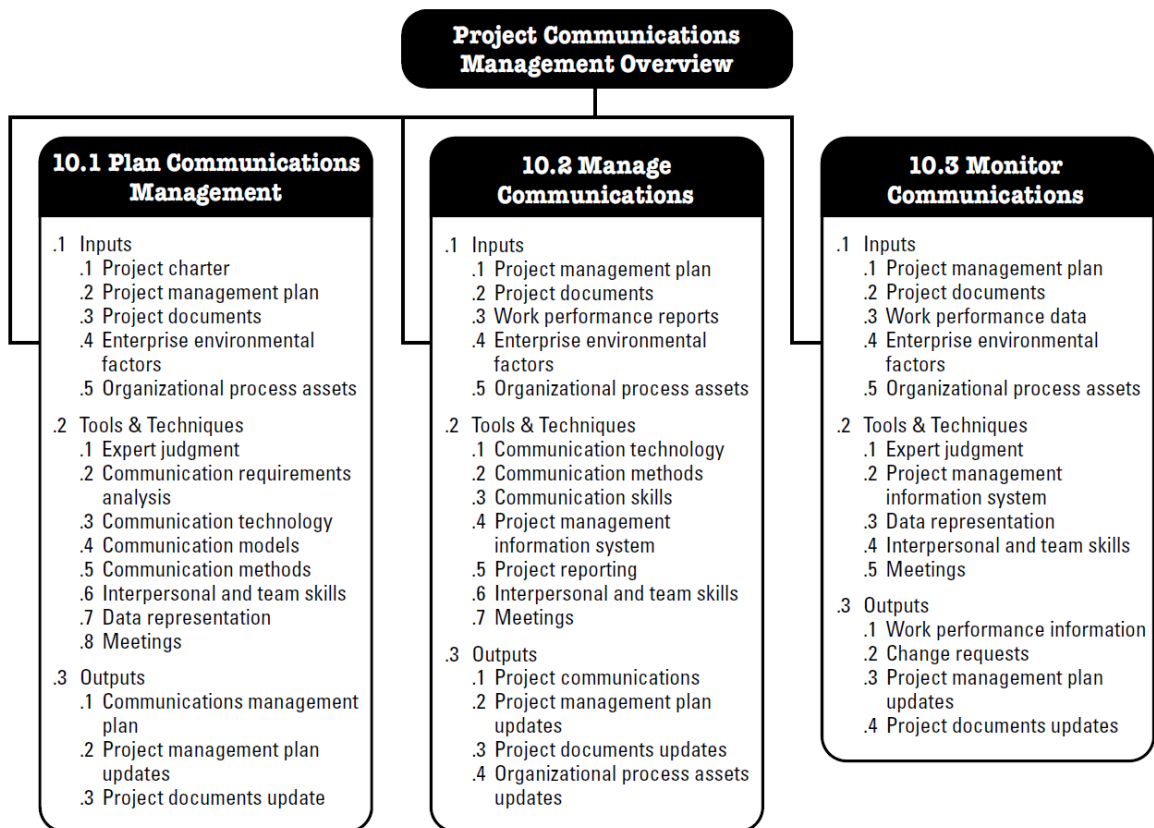 Project Communications
Management Overview
10.1 Plan Communications
Management
.1 Inputs
.1 Project charter
.2 Project management plan
.3 Project documents
.4 Enterprise environmental
factors
.5 Organizational process assets
.2 Tools & Techniques
.1 Expert judgment
.2 Communication requirements
analysis
.3 Communication technology
.4 Communication models
.5 Communication methods
.6 Interpersonal and team skills
.7 Data representation
.8 Meetings
.3 Outputs
.1 Communications management
plan
.2 Project management plan
updates
.3 Project documents update
10.2 Manage
Communications
.1 Inputs
.1 Project management plan
.2 Project documents
.3 Work performance reports
.4 Enterprise environmental
factors
.5 Organizational process assets
.2 Tools & Techniques
.1 Communication technology
.2 Communication methods
.3 Communication skills
.4 Project management
information system
.5 Project reporting
.6 Interpersonal and team skills
.7 Meetings
.3 Outputs
.1 Project communications
.2 Project management plan
updates
.3 Project documents updates
.4 Organizational process assets
updates
10.3 Monitor
Communications
.1 Inputs
.1 Project management plan
.2 Project documents
.3 Work performance data
.4 Enterprise environmental
factors
.5 Organizational process assets
.2 Tools & Techniques
.1 Expert judgment
.2 Project management
information system
.3 Data representation
.4 Interpersonal and team skills
.5 Meetings
.3 Outputs
.1 Work performance information
.2 Change requests
.3 Project management plan
updates
.4 Project documents updates